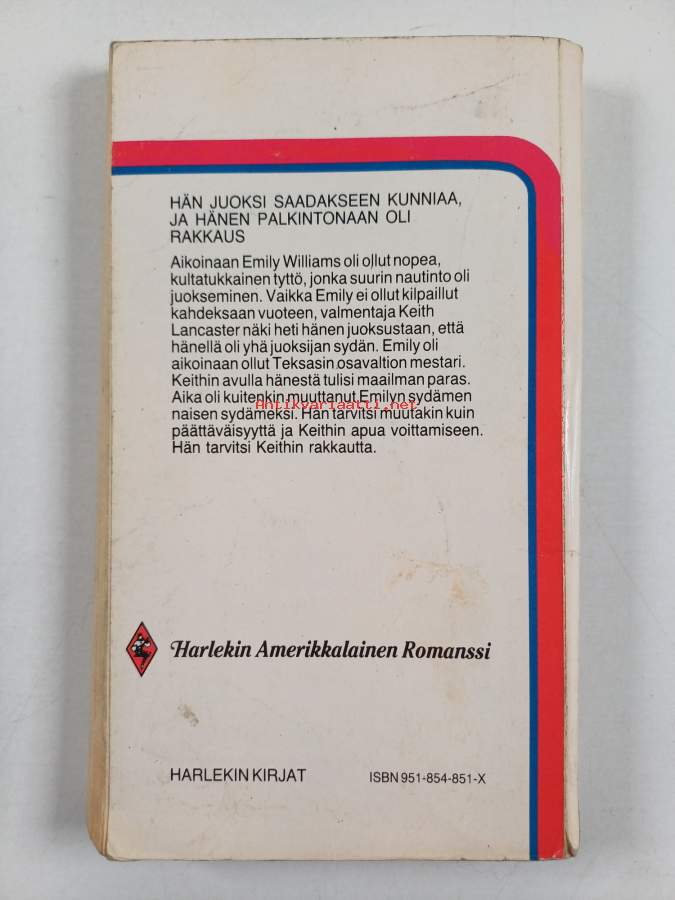 HÄN JUOKSI SAADAKSEEN KUNNIAA,
JA HÄNEN PALKINTONAAN OLI
RAKKAUS
Aikoinaan Emily Williams oli ollut nopea,
kultatukkainen tyttö, jonka suurin nautinto oli
juokseminen. Vaikka Emily ei ollut kilpaillut
kahdeksaan vuoteen, valmentaja Keith
Lancaster näki heti hänen juoksustaan, että
hänellä oli yhä juoksijan sydän. Emily oli
aikoinaan ollut Teksasin osavaltion mestari.
Keithin avulla hänestä tulisi maailman paras.
Aika oli kuitenkin muuttanut Emilyn sydämen
Antikvariaatti.net
naisen sydämeksi. Hän tarvitsi muutakin kuin
päättäväisyyttä ja Keithin apua voittamiseen.
Hän tarvitsi Keithin rakkautta.
Harlekin Amerikkalainen Romanssi
HARLEKIN KIRJAT ISBN 951-854-851-X